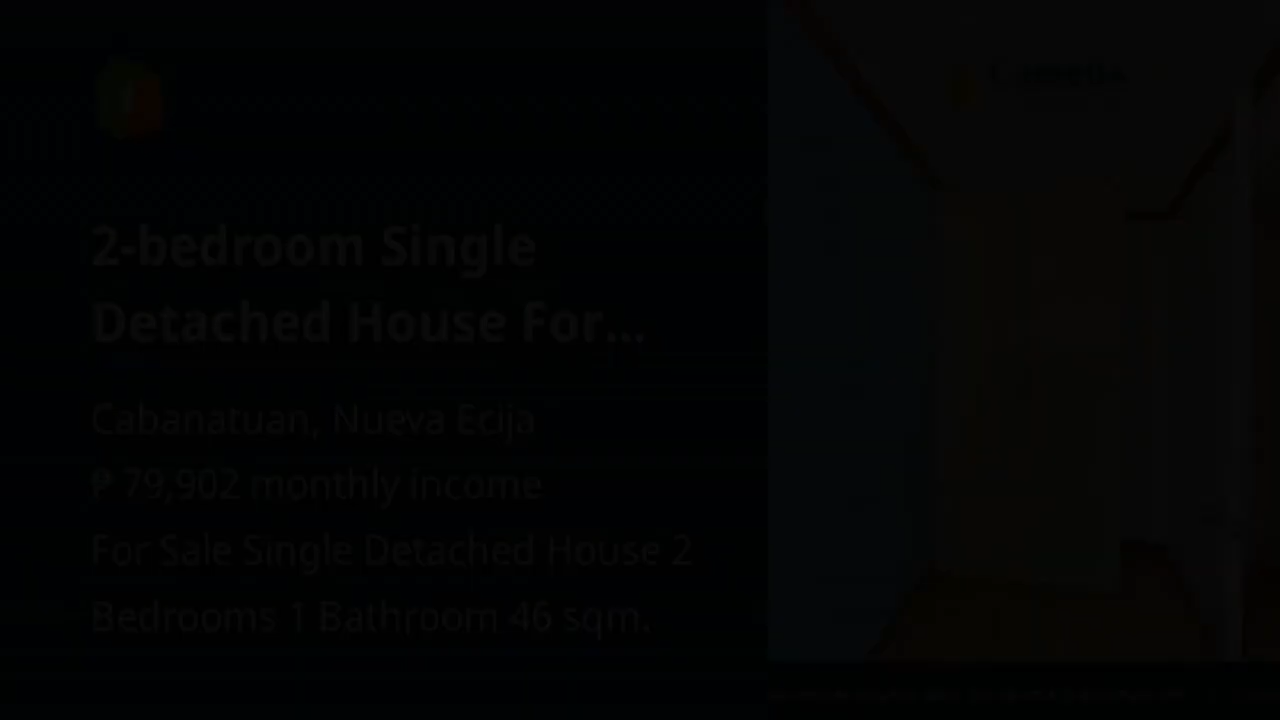 2-bedroom Single
Detached House For...
Cabanatuan, Nueva Ecija
₱ 79,902 monthly income
For Sale Single Detached House 2
Bedrooms 1 Bathroom 46 sqm.